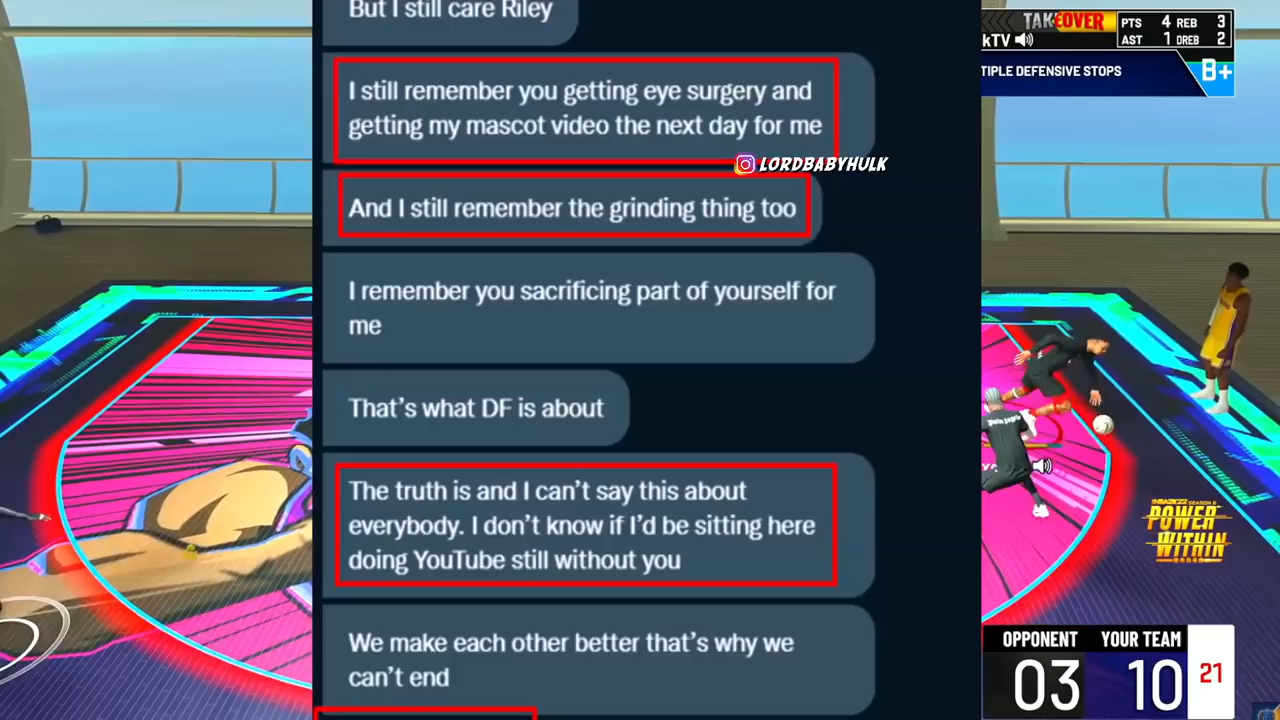 But I still care Riley
I still remember you getting eye surgery and
getting my mascot video the next day for me
LORDBABYHULK
And I still remember the grinding thing too
I remember you sacrificing part of yourself for
me
That's what DF is about
The truth is and I can't say this about
everybody. I don't know if I'd be sitting here
doing YouTube still without you
We make each other better that's why we
can't end
TAKEOVER
kTV
PTS 4 REB 3
AST 1 DREB 2
TIPLE DEFENSIVE STOPS
B+
NBA2K22 SEASON 6
POWER
WITHIN
OPPONENT YOUR TEAM
03 10 21